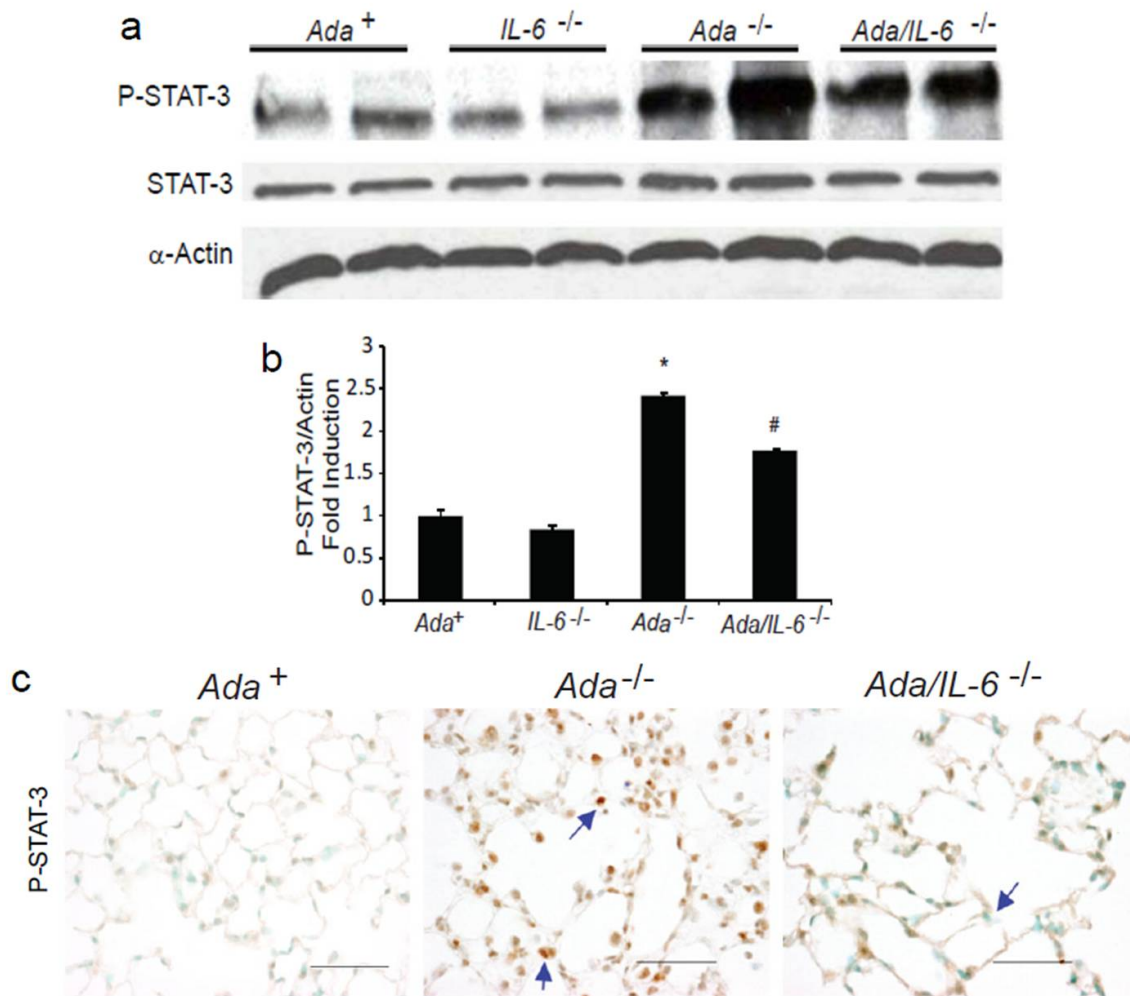 a
Ada + IL-6 -/- Ada -/- Ada/IL-6 -/-
P-STAT-3
STAT-3
α-Actin
b
P-STAT-3/Actin
Fold Induction
3
2.5
2
1.5
1
0.5
0
*
#
Ada+ IL-6-/- Ada-/- Ada/IL-6-/-
c
Ada + Ada-/- Ada/IL-6 -/-
P-STAT-3